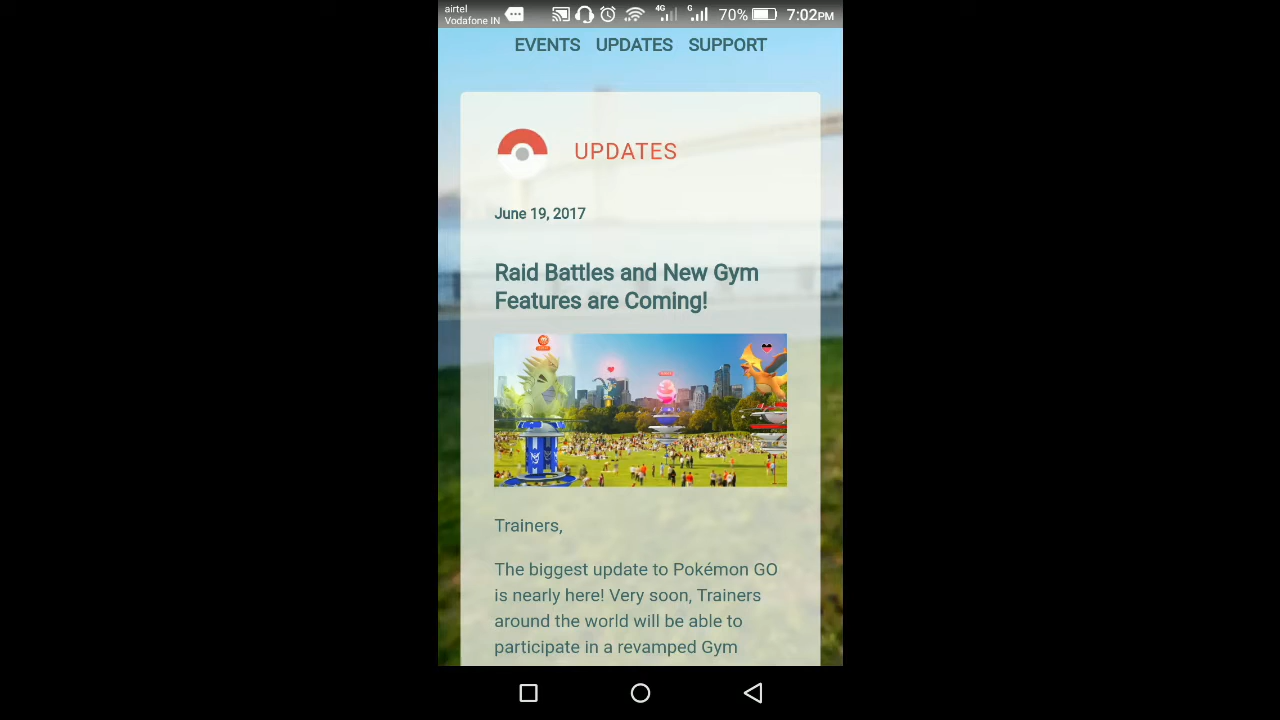 airtel
Vodafone IN
4G G 70% 7:02PM
EVENTS UPDATES SUPPORT
UPDATES
June 19, 2017
Raid Battles and New Gym
Features are Coming!
Trainers,
The biggest update to Pokémon GO
is nearly here! Very soon, Trainers
around the world will be able to
participate in a revamped Gym